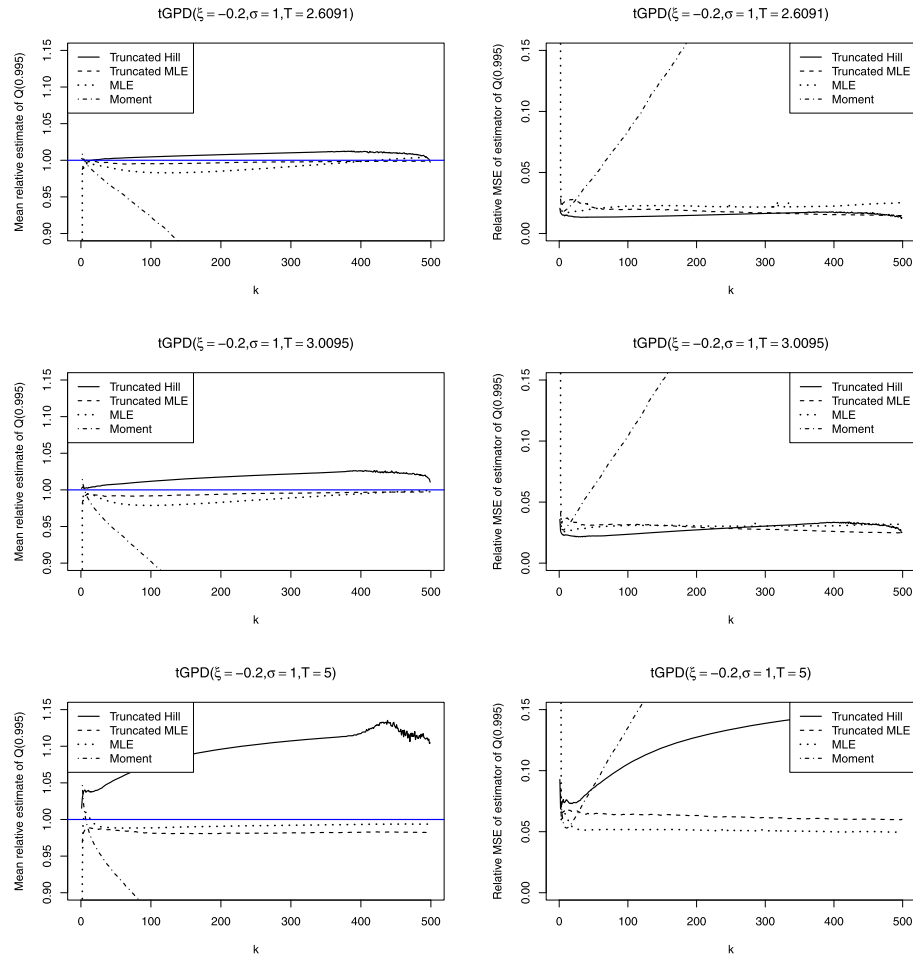 tGPD(ξ = −0.2,σ = 1,T = 2.6091)
Mean relative estimate of Q(0.995)
0.90 0.95 1.00 1.05 1.10 1.15
Truncated Hill
Truncated MLE
MLE
Moment
0 100 200 300 400 500
k
tGPD(ξ = −0.2,σ = 1,T = 2.6091)
Relative MSE of estimator of Q(0.995)
0.00 0.05 0.10 0.15
Truncated Hill
Truncated MLE
MLE
Moment
0 100 200 300 400 500
k
tGPD(ξ = −0.2,σ = 1,T = 3.0095)
Mean relative estimate of Q(0.995)
0.90 0.95 1.00 1.05 1.10 1.15
Truncated Hill
Truncated MLE
MLE
Moment
0 100 200 300 400 500
k
tGPD(ξ = −0.2,σ = 1,T = 3.0095)
Relative MSE of estimator of Q(0.995)
0.00 0.05 0.10 0.15
Truncated Hill
Truncated MLE
MLE
Moment
0 100 200 300 400 500
k
tGPD(ξ = −0.2,σ = 1,T = 5)
Mean relative estimate of Q(0.995)
0.90 0.95 1.00 1.05 1.10 1.15
Truncated Hill
Truncated MLE
MLE
Moment
0 100 200 300 400 500
k
tGPD(ξ = −0.2,σ = 1,T = 5)
Relative MSE of estimator of Q(0.995)
0.00 0.05 0.10 0.15
Truncated Hill
Truncated MLE
MLE
Moment
0 100 200 300 400 500
k